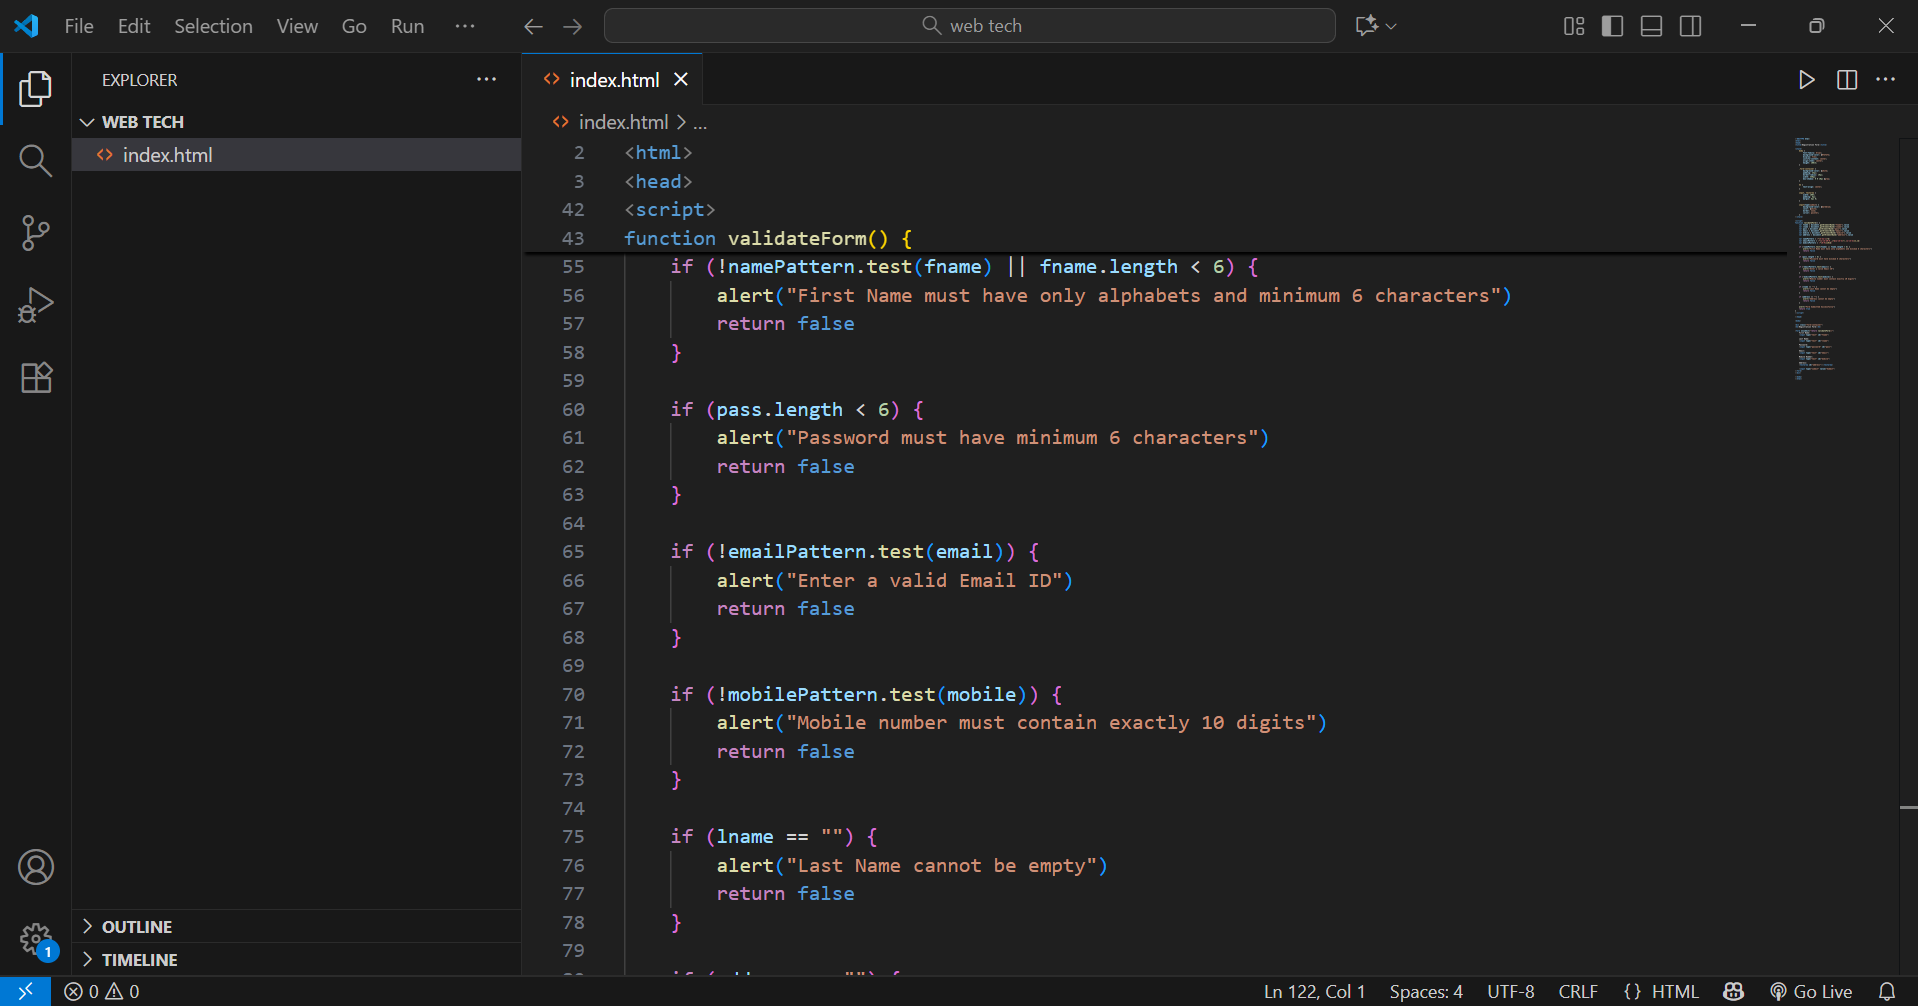 File Edit Selection View Go Run ...
web tech
EXPLORER ...
WEB TECH
index.html
index.html
index.html > ...
2 <html>
3 <head>
42 <script>
43 function validateForm() {
55 if (!namePattern.test(fname) || fname.length < 6) {
56 alert("First Name must have only alphabets and minimum 6 characters")
57 return false
58 }
59
60 if (pass.length < 6) {
61 alert("Password must have minimum 6 characters")
62 return false
63 }
64
65 if (!emailPattern.test(email)) {
66 alert("Enter a valid Email ID")
67 return false
68 }
69
70 if (!mobilePattern.test(mobile)) {
71 alert("Mobile number must contain exactly 10 digits")
72 return false
73 }
74
75 if (lname == "") {
76 alert("Last Name cannot be empty")
77 return false
78 }
79
OUTLINE
TIMELINE
1
0 0
Ln 122, Col 1 Spaces: 4 UTF-8 CRLF {} HTML Go Live